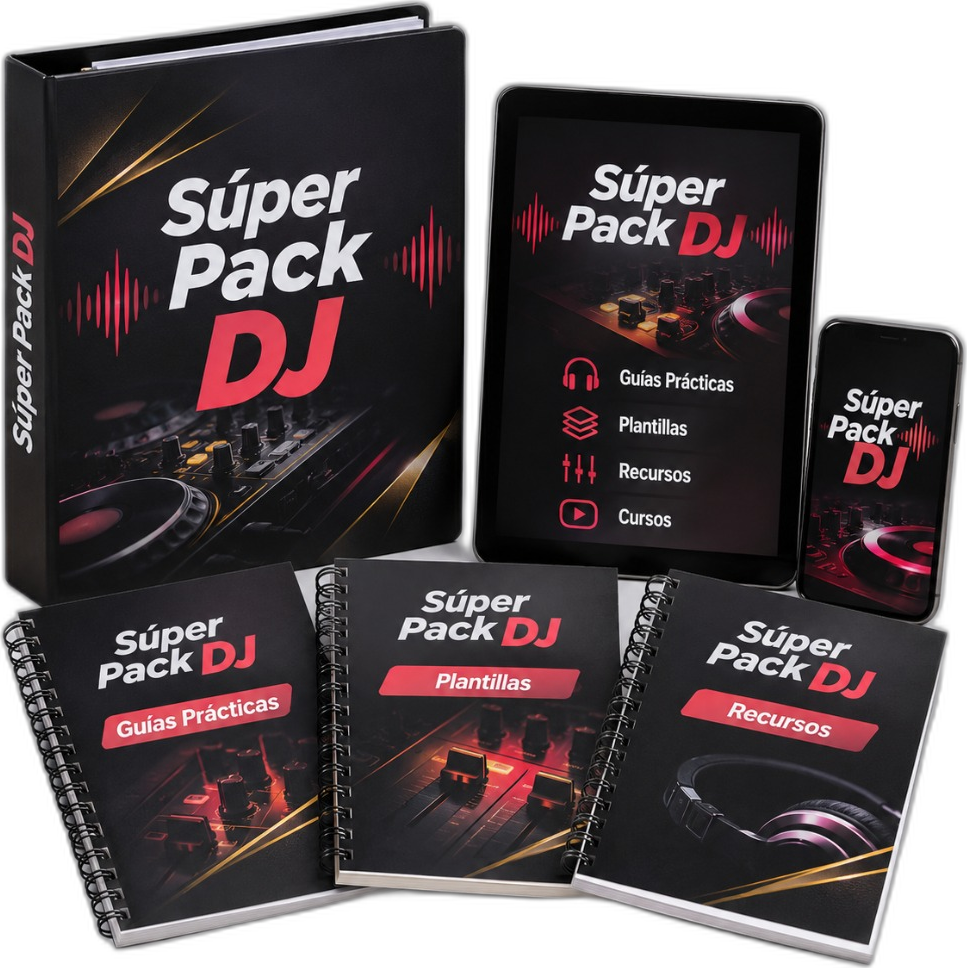 Súper Pack DJ
Súper
Pack
DJ
Súper
Pack DJ
Guías Prácticas
Plantillas
Recursos
Cursos
Súper
Pack
DJ
Súper
Pack DJ
Guías Prácticas
Súper
Pack DJ
Plantillas
Súper
Pack DJ
Recursos